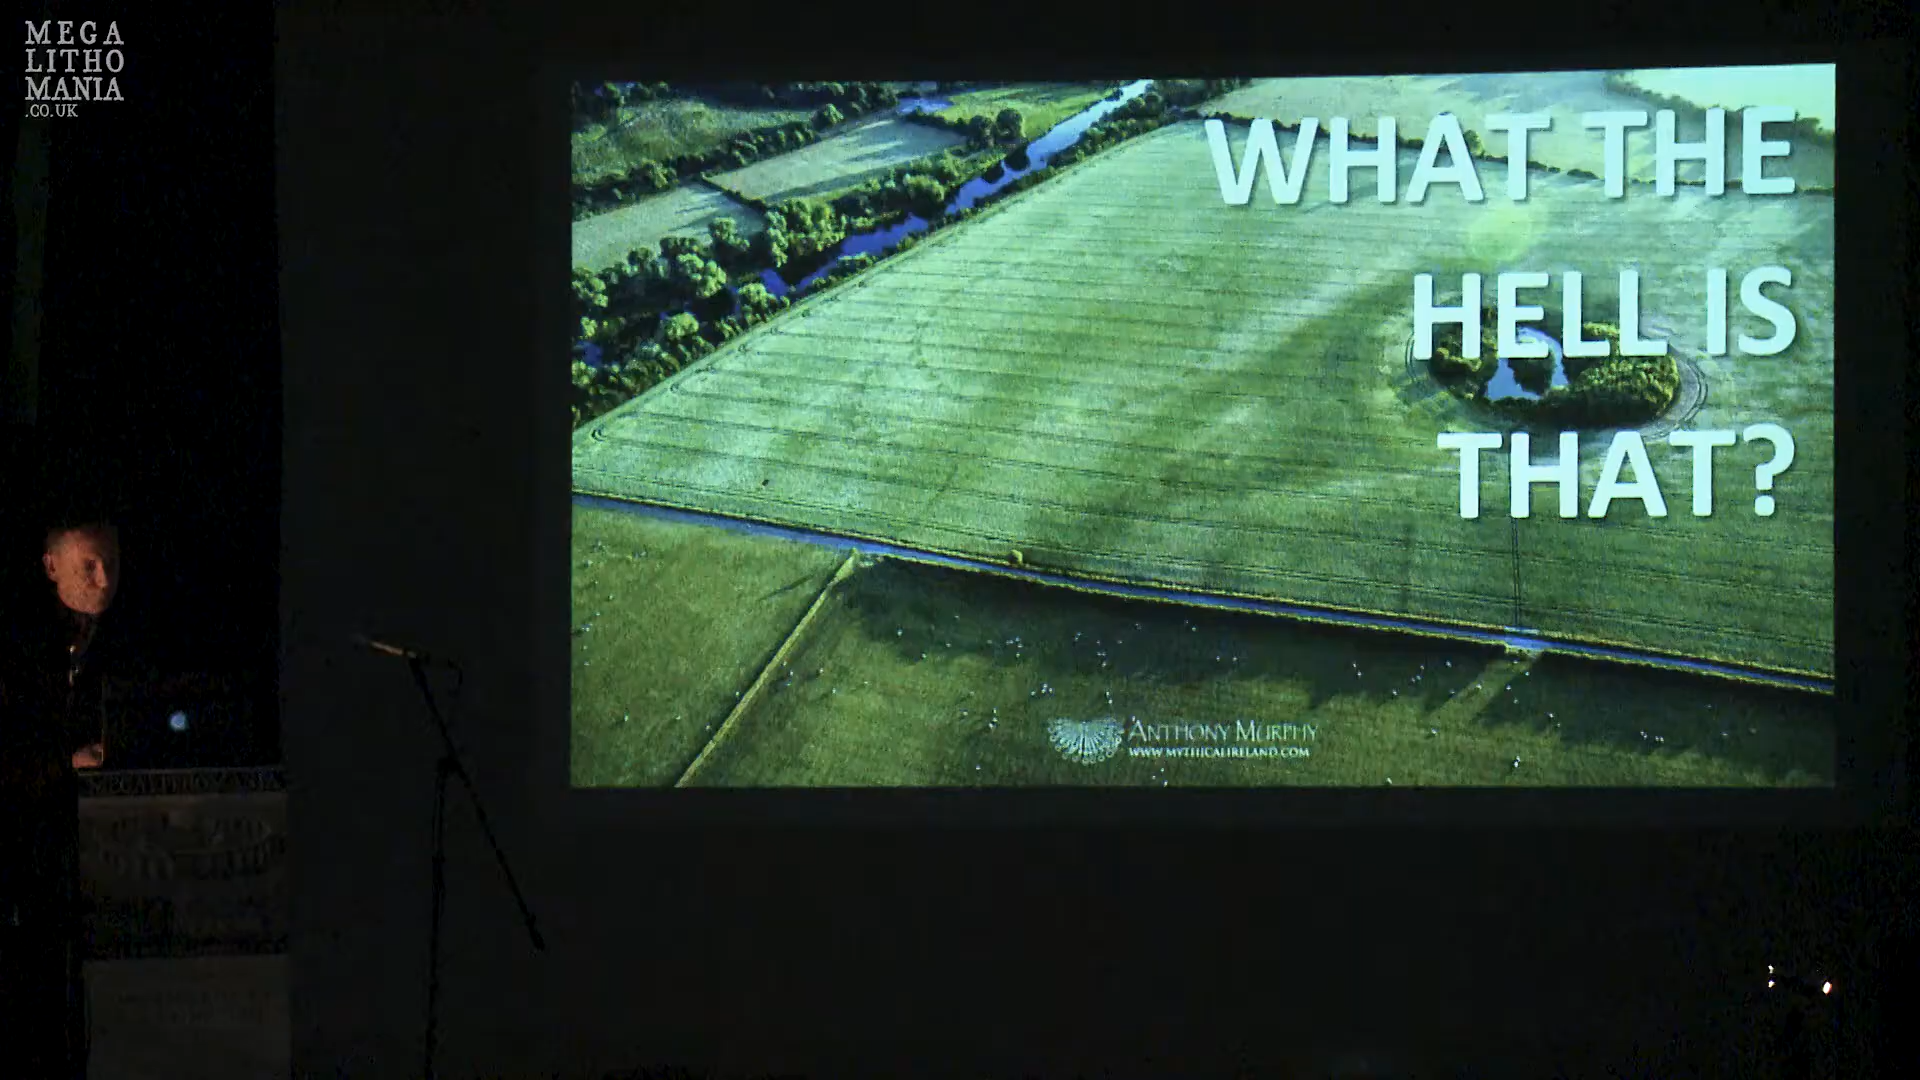 MEGA
LITHO
MANIA
.CO.UK
WHAT THE
HELL IS
THAT?
ANTHONY MURPHY
WWW.MYTHICALIRELAND.COM